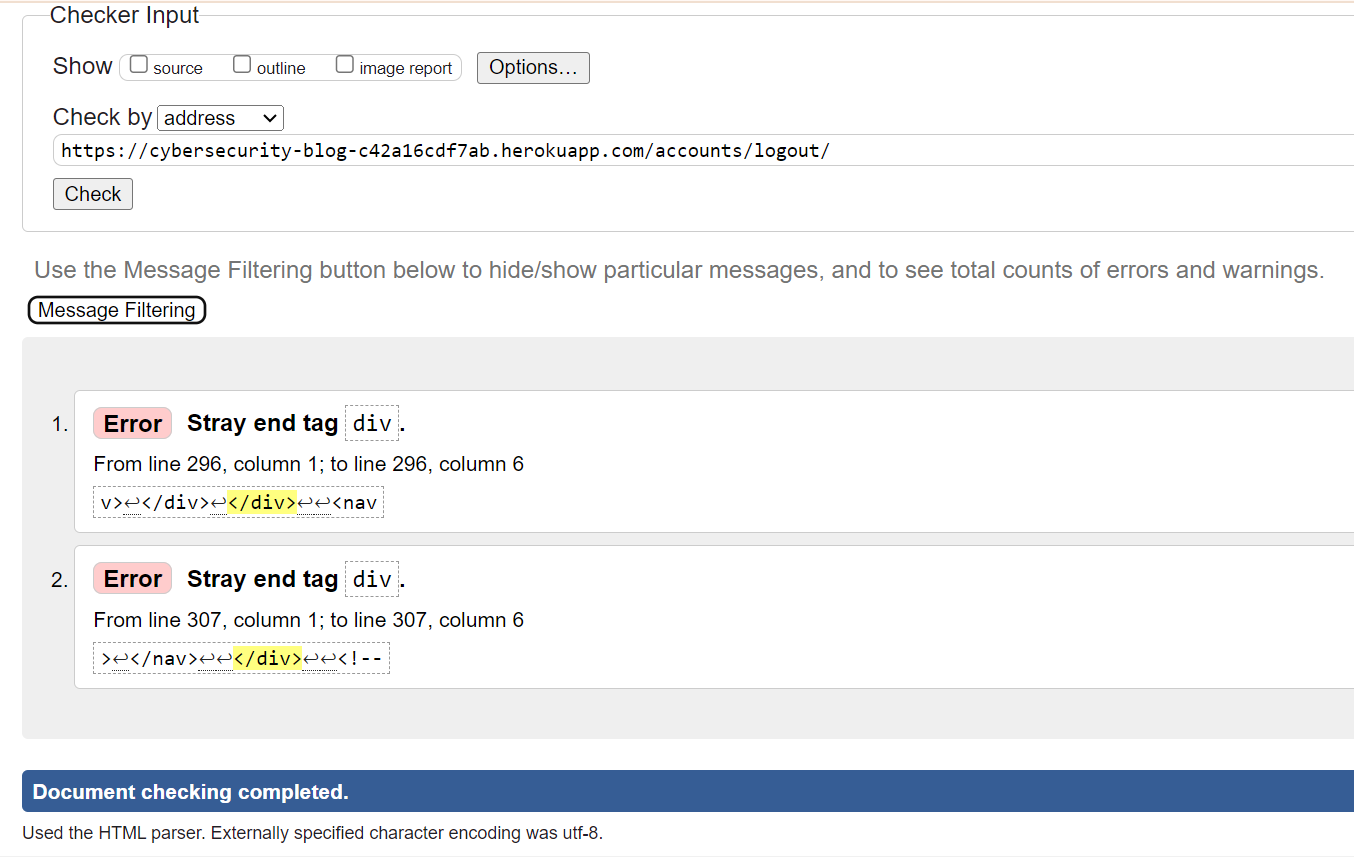 Checker Input
Show source outline image report Options...
Check by address
https://cybersecurity-blog-c42a16cdf7ab.herokuapp.com/accounts/logout/
Check
Use the Message Filtering button below to hide/show particular messages, and to see total counts of errors and warnings.
Message Filtering
1. Error Stray end tag div.
From line 296, column 1; to line 296, column 6
v>↩</div>↩</div>↩↩<nav
2. Error Stray end tag div.
From line 307, column 1; to line 307, column 6
>↩</nav>↩↩</div>↩↩<!--
Document checking completed.
Used the HTML parser. Externally specified character encoding was utf-8.